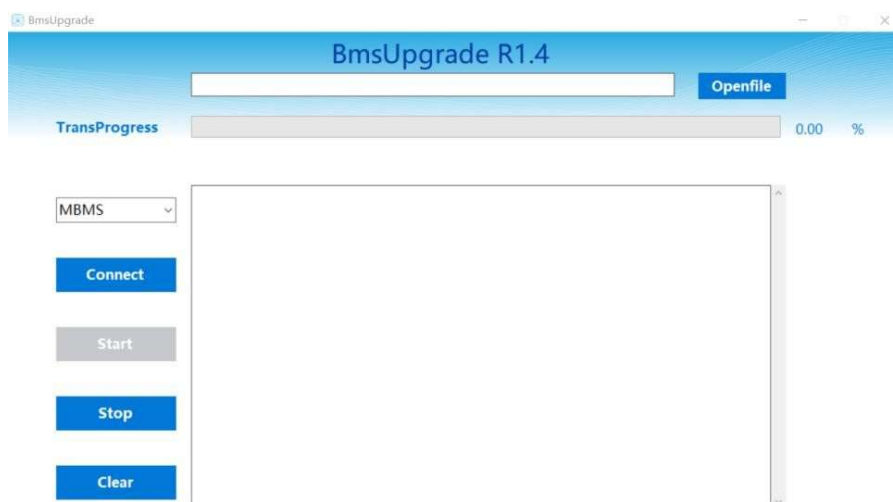 BmsUpgrade
BmsUpgrade R1.4
Openfile
TransProgress 0.00 %
MBMS
Connect
Start
Stop
Clear